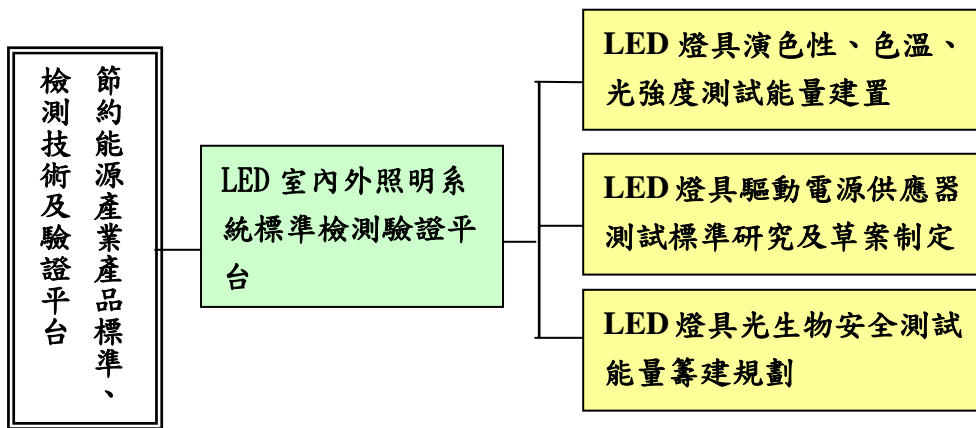 節約能源產業產品標準、
檢測技術及驗證平台
LED 室內外照明系
統標準檢測驗證平
台
LED 燈具演色性、色溫、
光強度測試能量建置
LED 燈具驅動電源供應器
測試標準研究及草案制定
LED 燈具光生物安全測試
能量籌建規劃